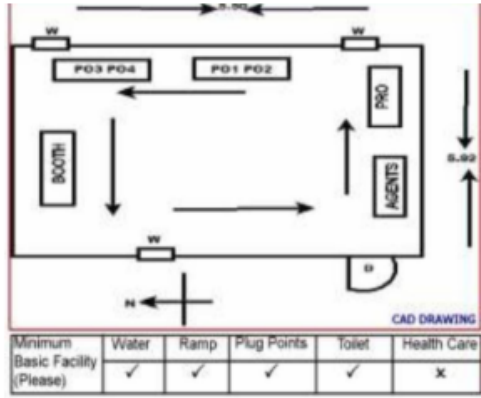 W W
PO3 PO4 PO1 PO2
PRO
BOOTH
AGENTS
5.92
W
D
N
CAD DRAWING
Minimum Basic Facility (Please) Water Ramp Plug Points Toilet Health Care
✓ ✓ ✓ ✓ x